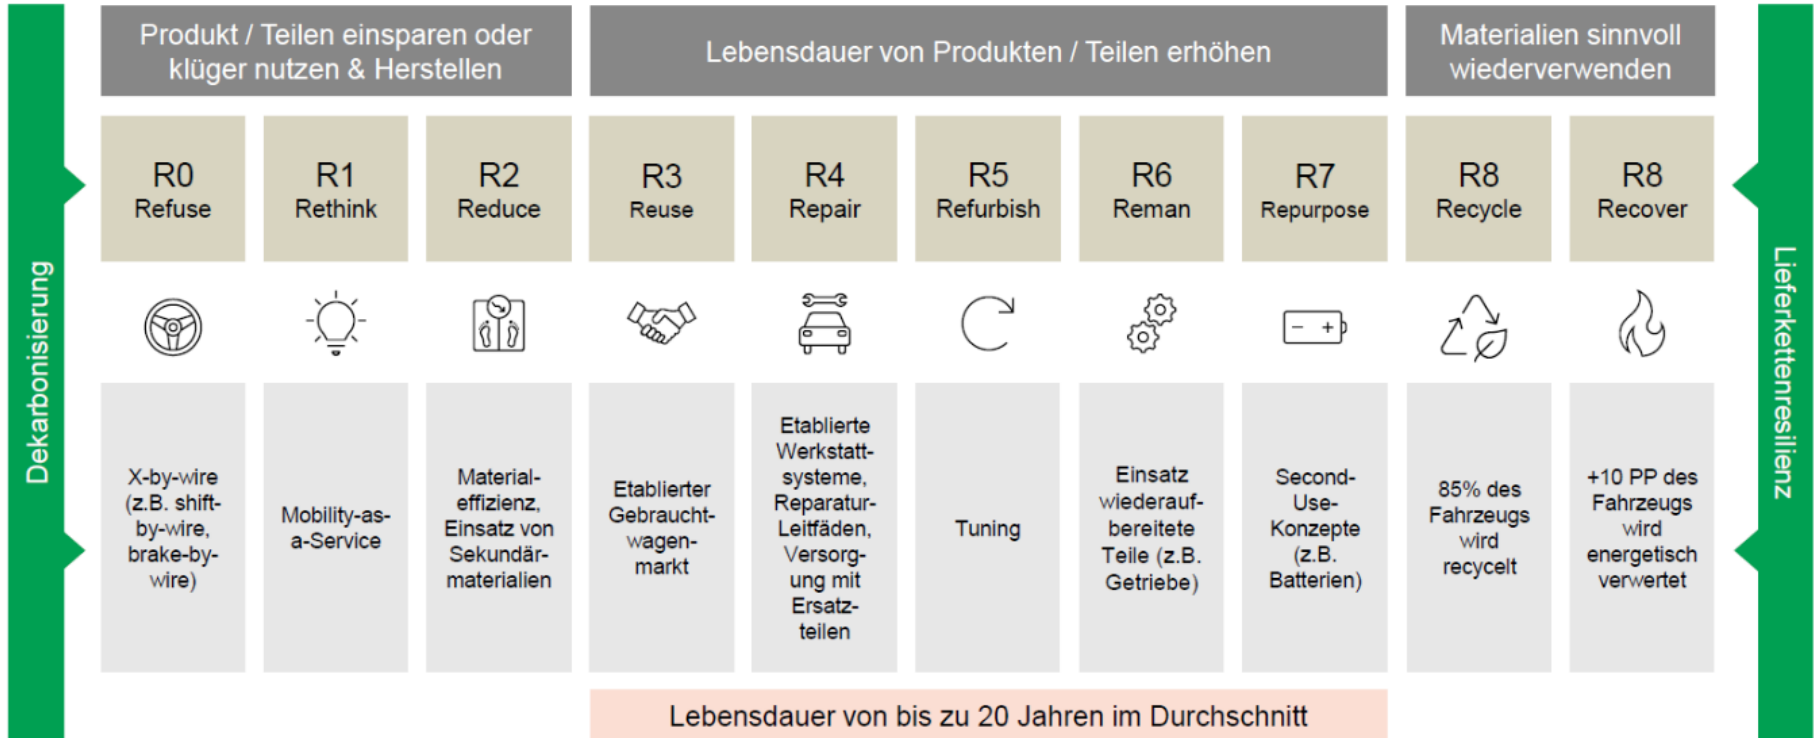 Produkt / Teilen einsparen oder
klüger nutzen & Herstellen
Lebensdauer von Produkten / Teilen erhöhen
Materialien sinnvoll
wiederverwenden
Dekarbonisierung
R0
Refuse
R1
Rethink
R2
Reduce
R3
Reuse
R4
Repair
R5
Refurbish
R6
Reman
R7
Repurpose
R8
Recycle
R8
Recover
Lieferkettenresilienz
X-by-wire
(z.B. shift-
by-wire,
brake-by-
wire)
Mobility-as-
a-Service
Material-
effizienz,
Einsatz von
Sekundär-
materialien
Etablierter
Gebraucht-
wagen-
markt
Etablierte
Werkstatt-
systeme,
Reparatur-
Leitfäden,
Versorg-
ung mit
Ersatz-
teilen
Tuning
Einsatz
wiederauf-
bereitete
Teile (z.B.
Getriebe)
Second-
Use-
Konzepte
(z.B.
Batterien)
85% des
Fahrzeugs
wird
recycelt
+10 PP des
Fahrzeugs
wird
energetisch
verwertet
Lebensdauer von bis zu 20 Jahren im Durchschnitt